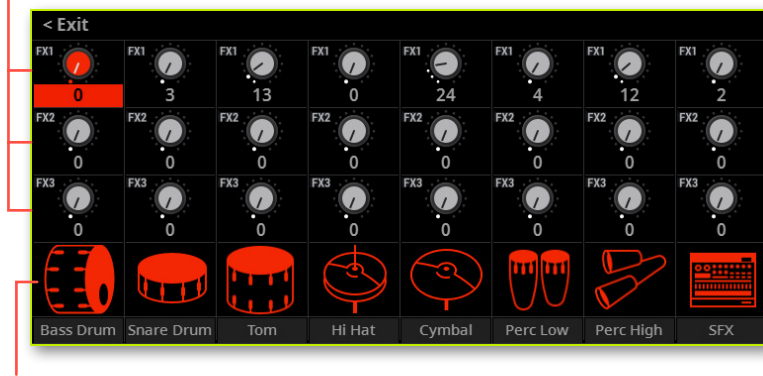 < Exit
FX1 FX1 FX1 FX1 FX1 FX1 FX1 FX1
0 3 13 0 24 4 12 2
FX2 FX2 FX2 FX2 FX2 FX2 FX2 FX2
0 0 0 0 0 0 0 0
FX3 FX3 FX3 FX3 FX3 FX3 FX3 FX3
0 0 0 0 0 0 0 0
Bass Drum Snare Drum Tom Hi Hat Cymbal Perc Low Perc High SFX